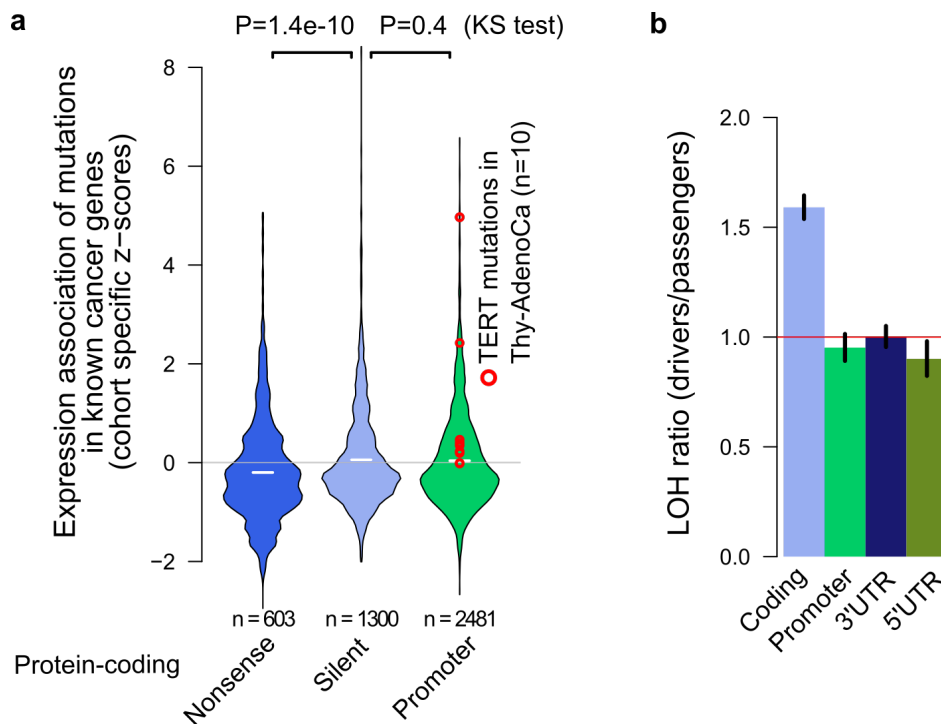 a
P=1.4e-10 P=0.4 (KS test)
Expression association of mutations
in known cancer genes
(cohort specific z−scores)
8
6
4
2
0
−2
TERT mutations in
Thy-AdenoCa (n=10)
n=603 n=1300 n=2481
Protein-coding
Nonsense
Silent
Promoter
b
LOH ratio (drivers/passengers)
2.0
1.5
1.0
0.5
0.0
Coding
Promoter
3'UTR
5'UTR